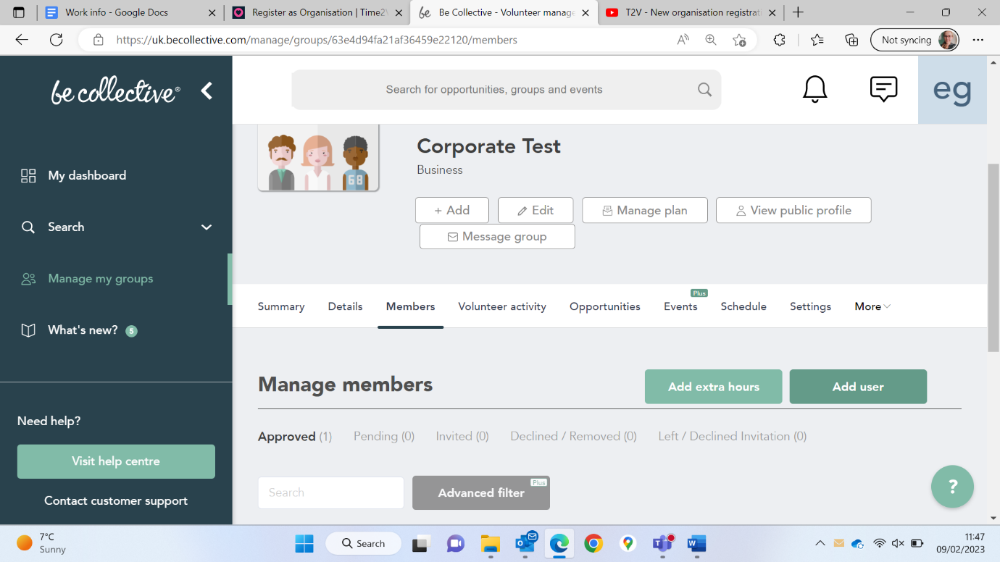 Work info - Google Docs
Register as Organisation | Time2
Be Collective - Volunteer manage
T2V - New organisation registrati
https://uk.becollective.com/manage/groups/63e4d94fa21af36459e22120/members
Not syncing
be collective®
Search for opportunities, groups and events
eg
My dashboard
Search
Manage my groups
What's new? 5
Need help?
Visit help centre
Contact customer support
68
Corporate Test
Business
+ Add
Edit
Manage plan
View public profile
Message group
Plus
Summary Details Members Volunteer activity Opportunities Events Schedule Settings More
Manage members
Add extra hours
Add user
Approved (1) Pending (0) Invited (0) Declined / Removed (0) Left / Declined Invitation (0)
Search
Advanced filter
Plus
?
7°C
Sunny
Search
11:47
09/02/2023